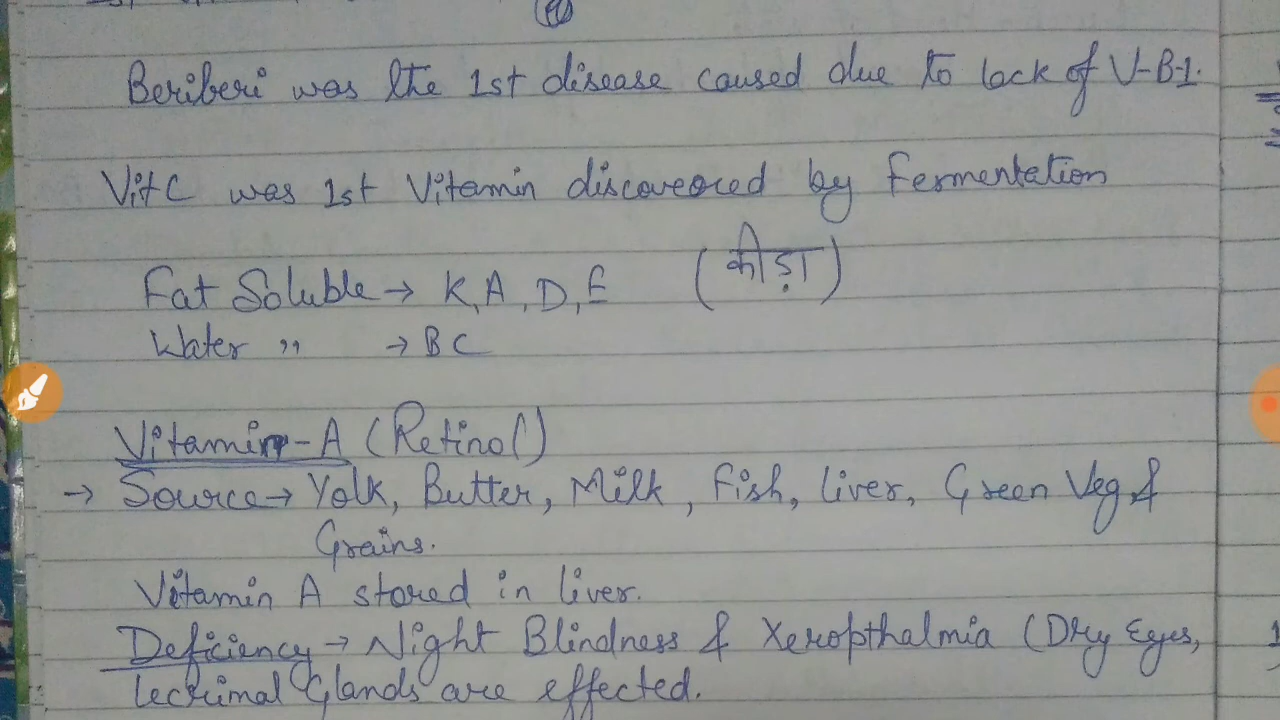 Beriberi was the 1st disease caused due to lack of V-B1.
Vit C was 1st Vitamin discovered by Fermentation
Fat Soluble → K, A, D, E (कीड़ा)
Water " → B C
Vitamin-A (Retinol)
→ Source → Yolk, Butter, Milk, Fish, liver, Green Veg &
Grains.
Vitamin A stored in liver.
Deficiency → Night Blindness & Xeropthalmia (Dry Eyes,
Lecrimal Glands are effected.